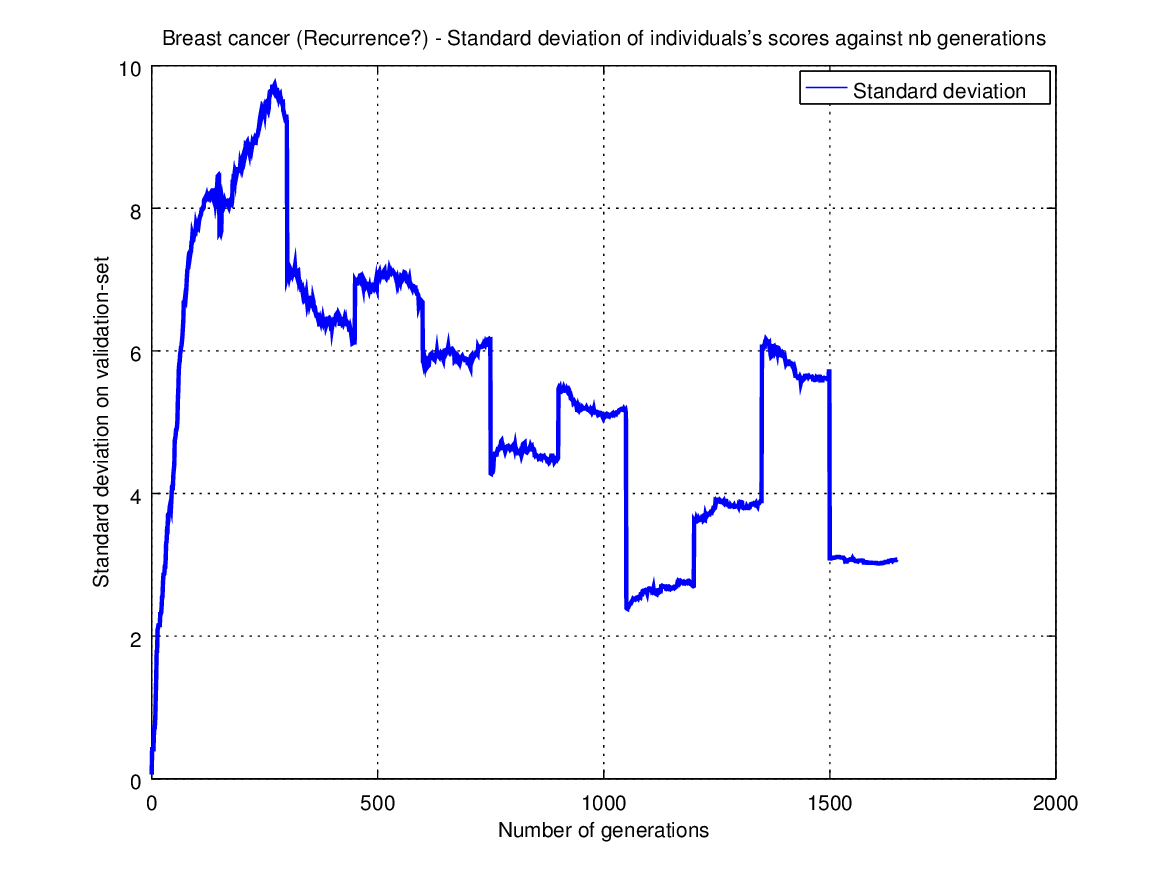 Breast cancer (Recurrence?) - Standard deviation of individuals's scores against nb generations
10
Standard deviation
8
6
4
2
0
Standard deviation on validation-set
0 500 1000 1500 2000
Number of generations